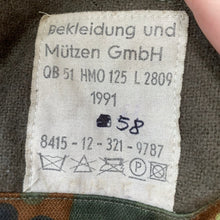 Bekleidung und
Mützen GmbH
QB 51 HMO 125 L 2809
1991
58
8415-12-321-9787
P